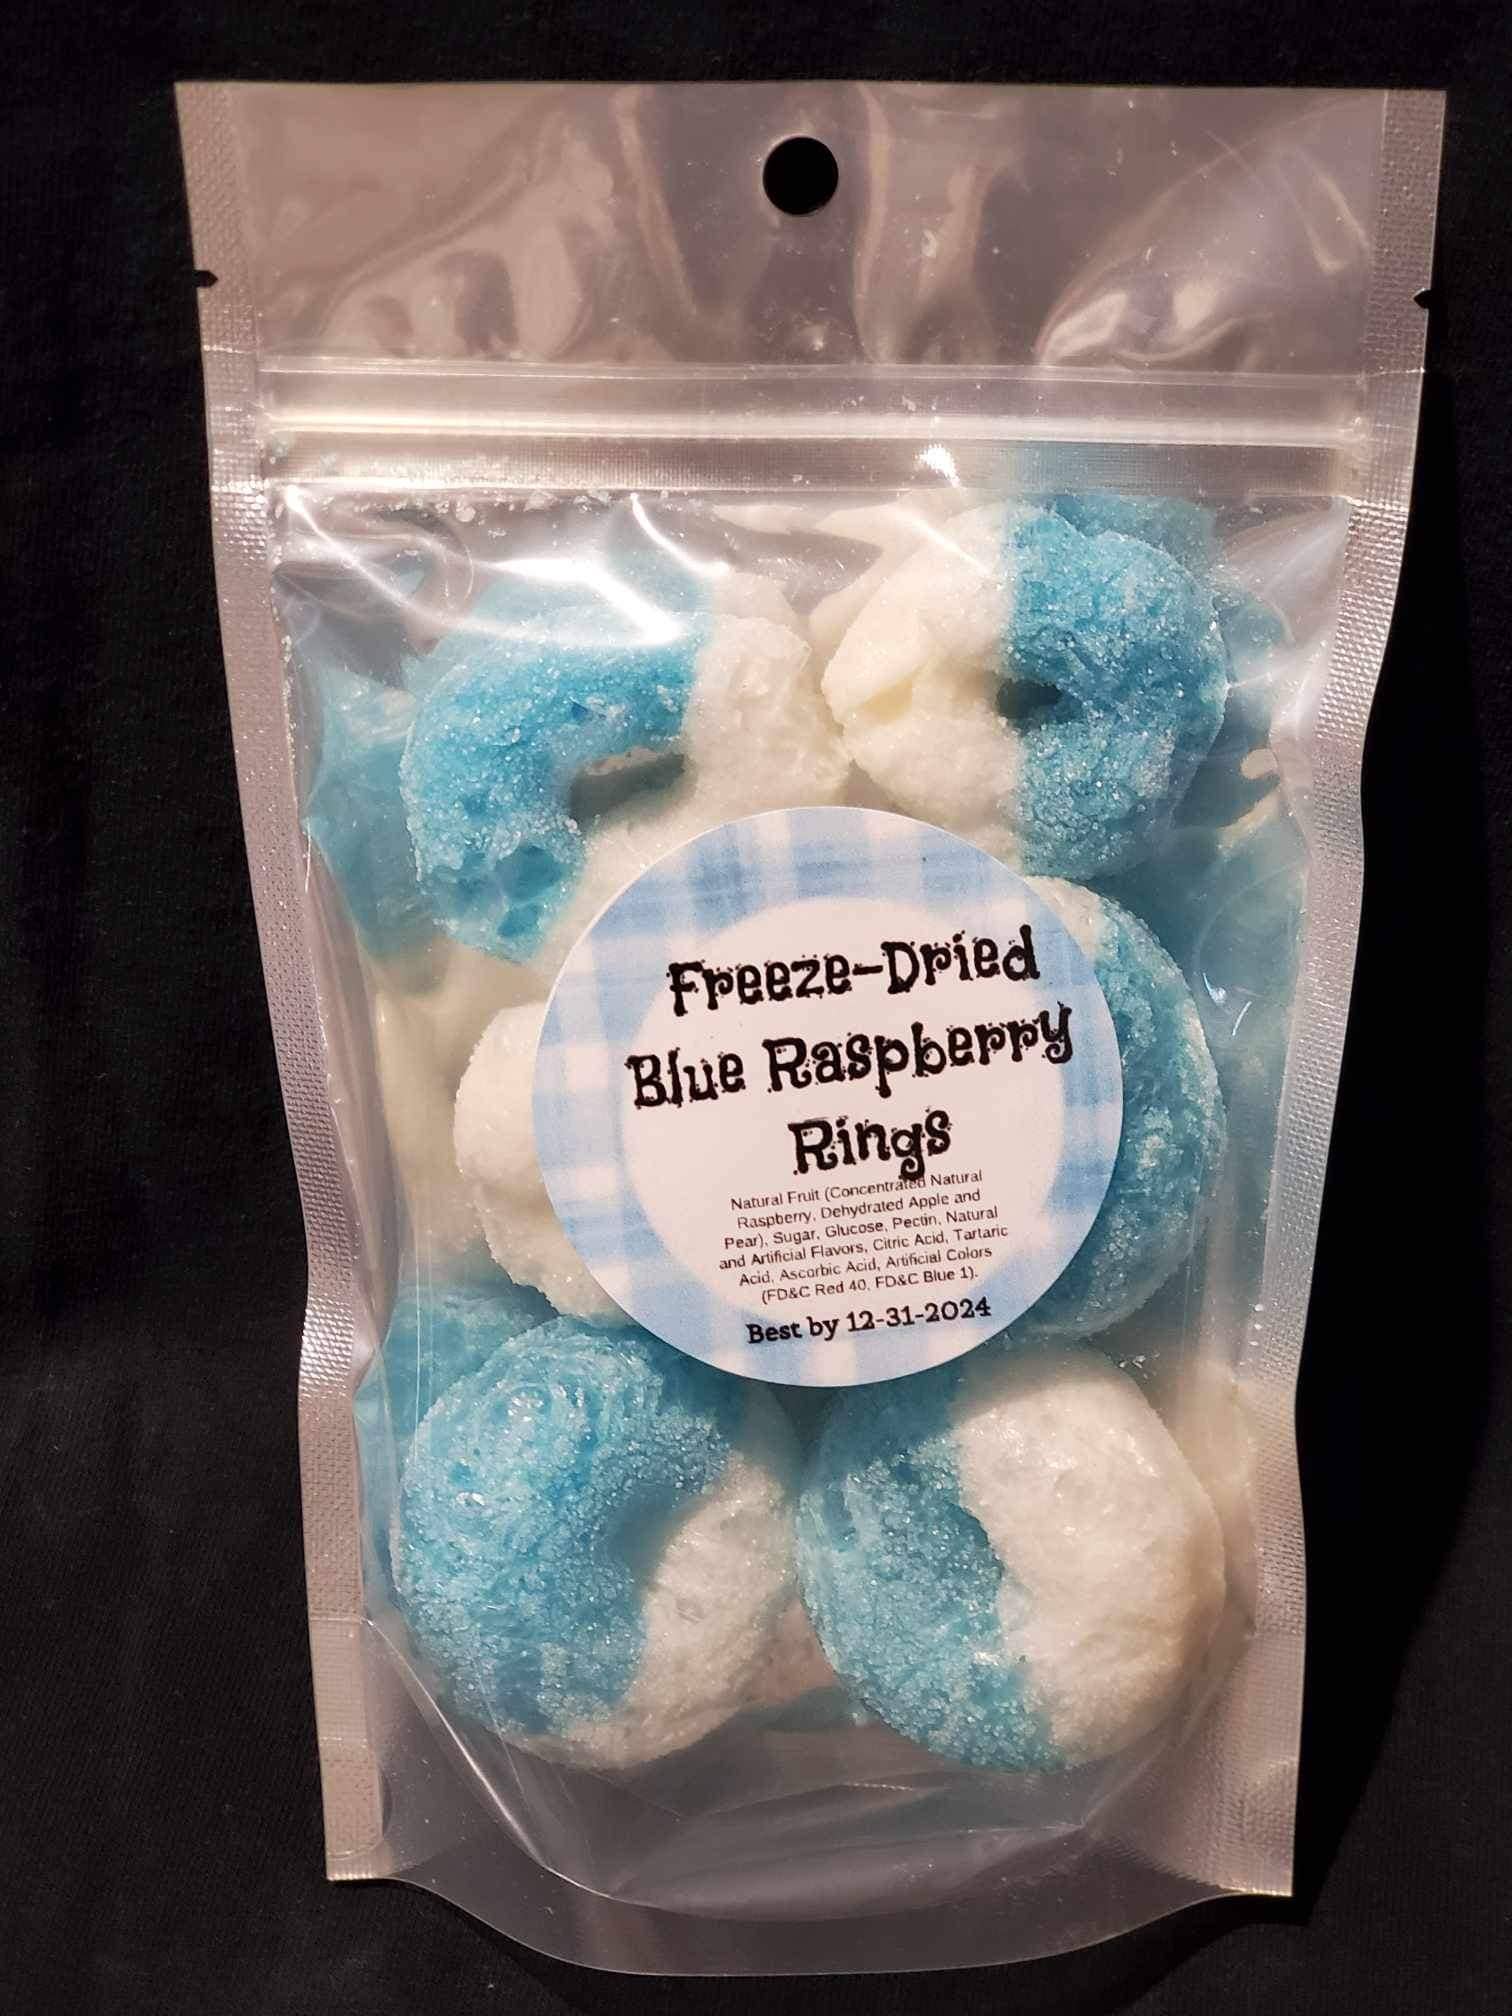 Freeze-Dried
Blue Raspberry
Rings
Natural Fruit (Concentrated Natural
Raspberry, Dehydrated Apple and
Pear), Sugar, Glucose, Pectin, Natural
and Artificial Flavors, Citric Acid, Tartaric
Acid, Ascorbic Acid, Artificial Colors
(FD&C Red 40, FD&C Blue 1).
Best by 12-31-2024